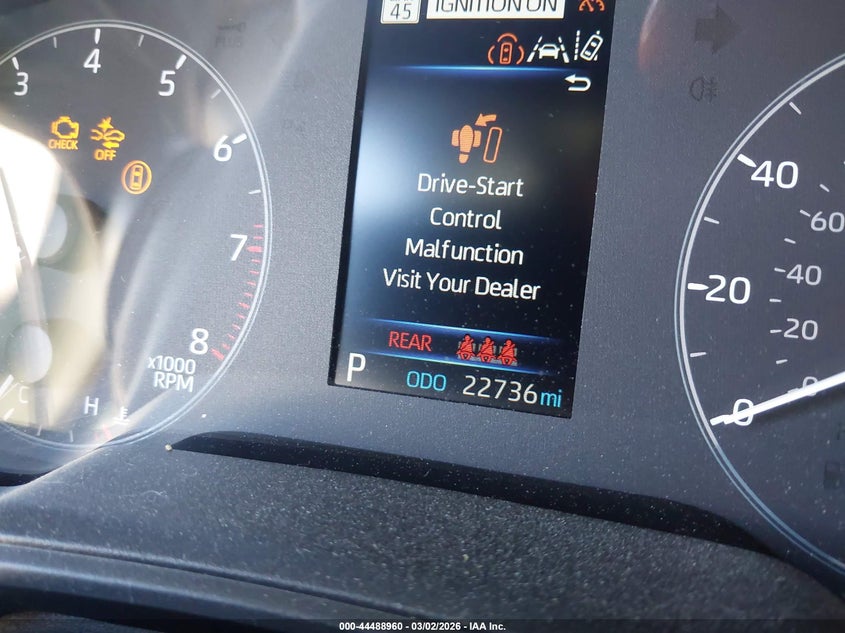 45
IGNITION ON
3
4
5
6
7
8
x1000
RPM
CHECK
OFF
C
H
Drive-Start
Control
Malfunction
Visit Your Dealer
REAR
P
ODO 22736 mi
40
20
0
60
40
20
0
000-44488960 - 03/02/2026 - IAA Inc.